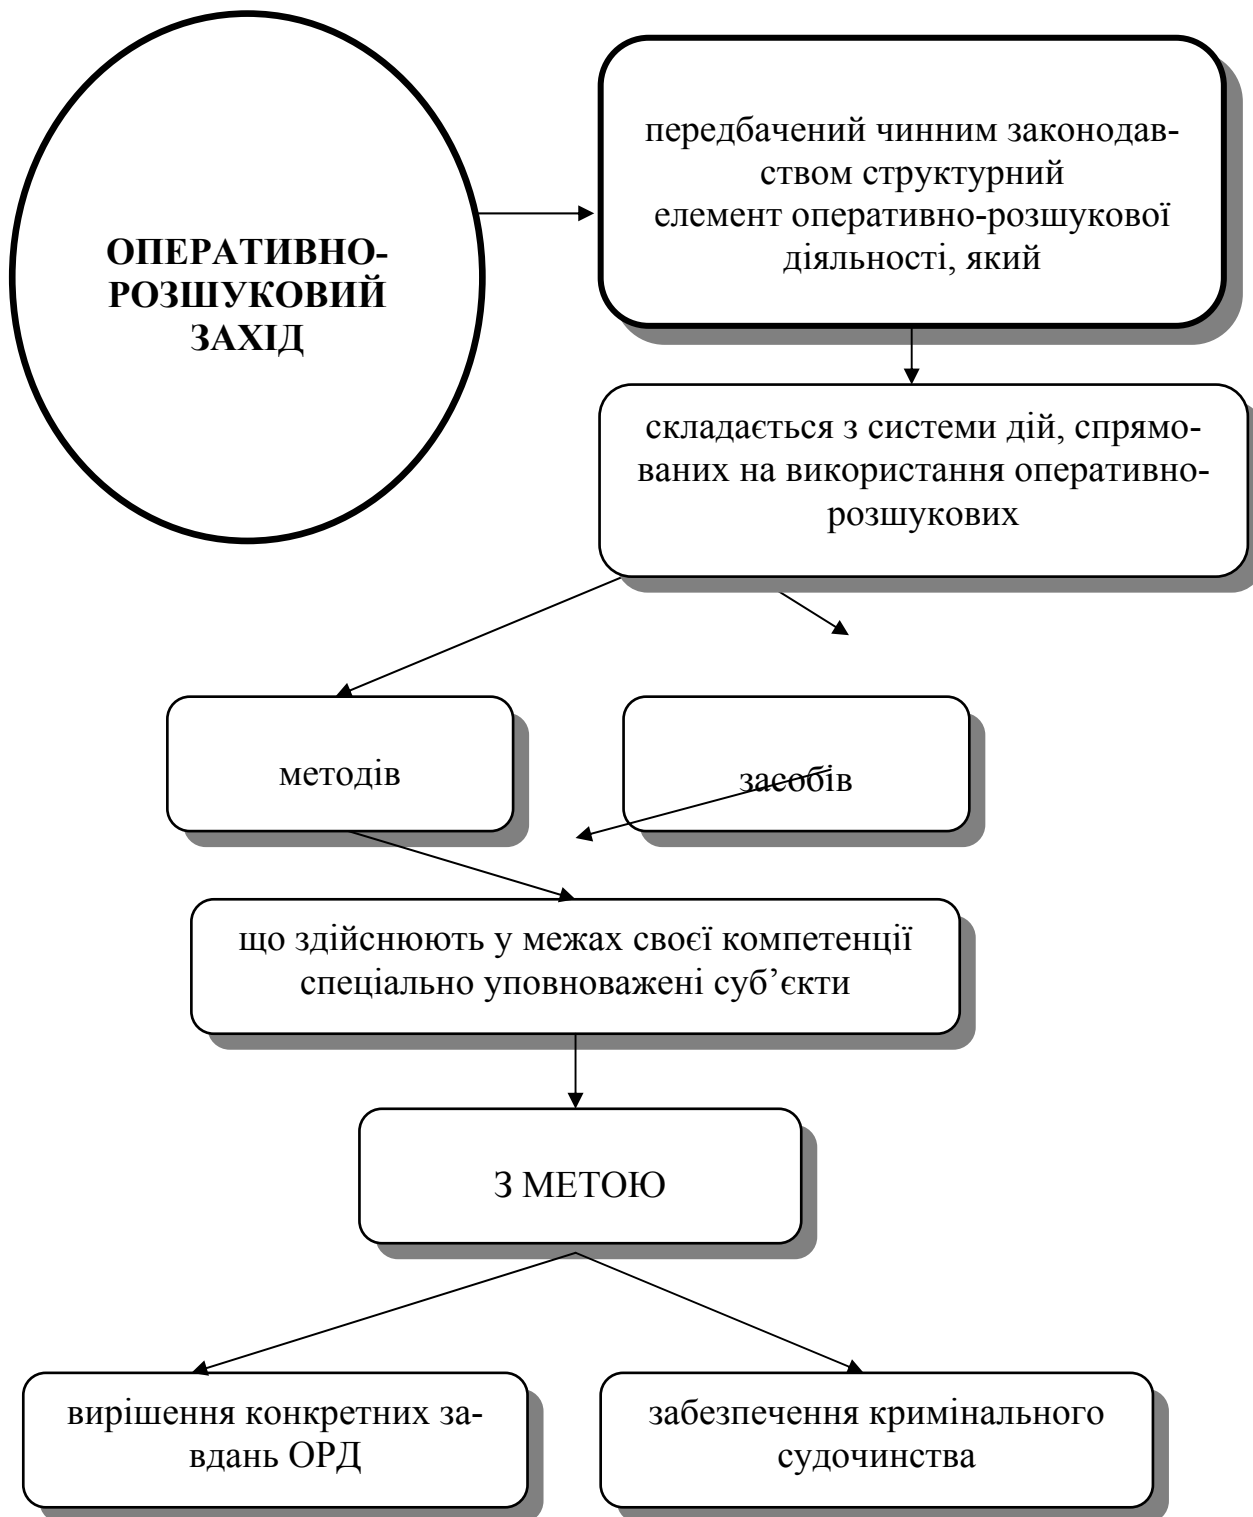 ОПЕРАТИВНО-
РОЗШУКОВИЙ
ЗАХІД
передбачений чинним законодав-
ством структурний
елемент оперативно-розшукової
діяльності, який
складається з системи дій, спрямо-
ваних на використання оперативно-
розшукових
методів
засобів
що здійснюють у межах своєї компетенції
спеціально уповноважені суб’єкти
З МЕТОЮ
вирішення конкретних за-
вдань ОРД
забезпечення кримінального
судочинства